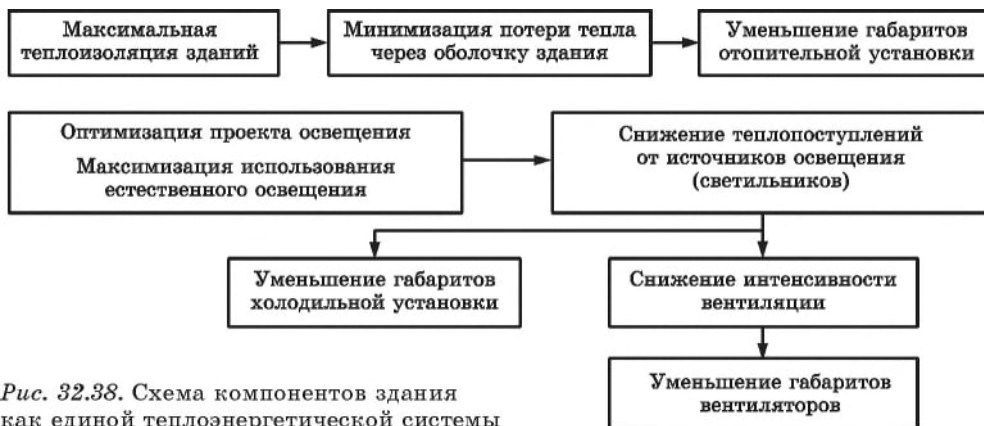 Максимальная
теплоизоляция зданий
Минимизация потери тепла
через оболочку здания
Уменьшение габаритов
отопительной установки
Оптимизация проекта освещения
Максимизация использования
естественного освещения
Снижение теплопоступлений
от источников освещения
(светильников)
Уменьшение габаритов
холодильной установки
Снижение интенсивности
вентиляции
Уменьшение габаритов
вентиляторов
Рис. 32.38. Схема компонентов здания
как единой теплоэнергетической системы